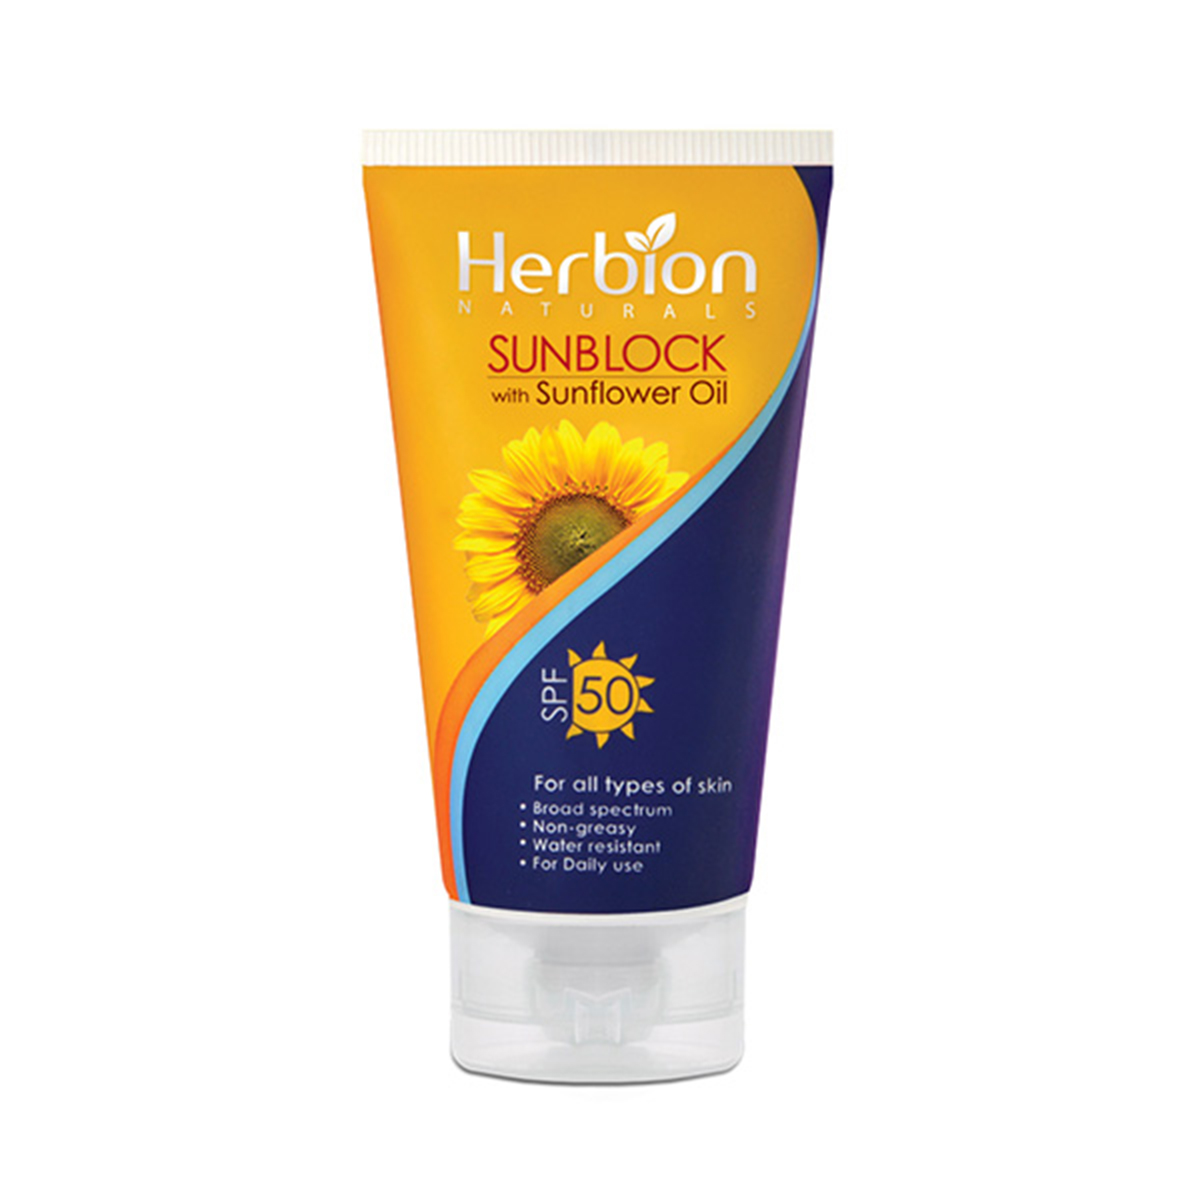 Herbion
NATURALS
SUNBLOCK
with Sunflower Oil
SPF 50
For all types of skin
• Broad spectrum
• Non-greasy
• Water resistant
• For Daily use